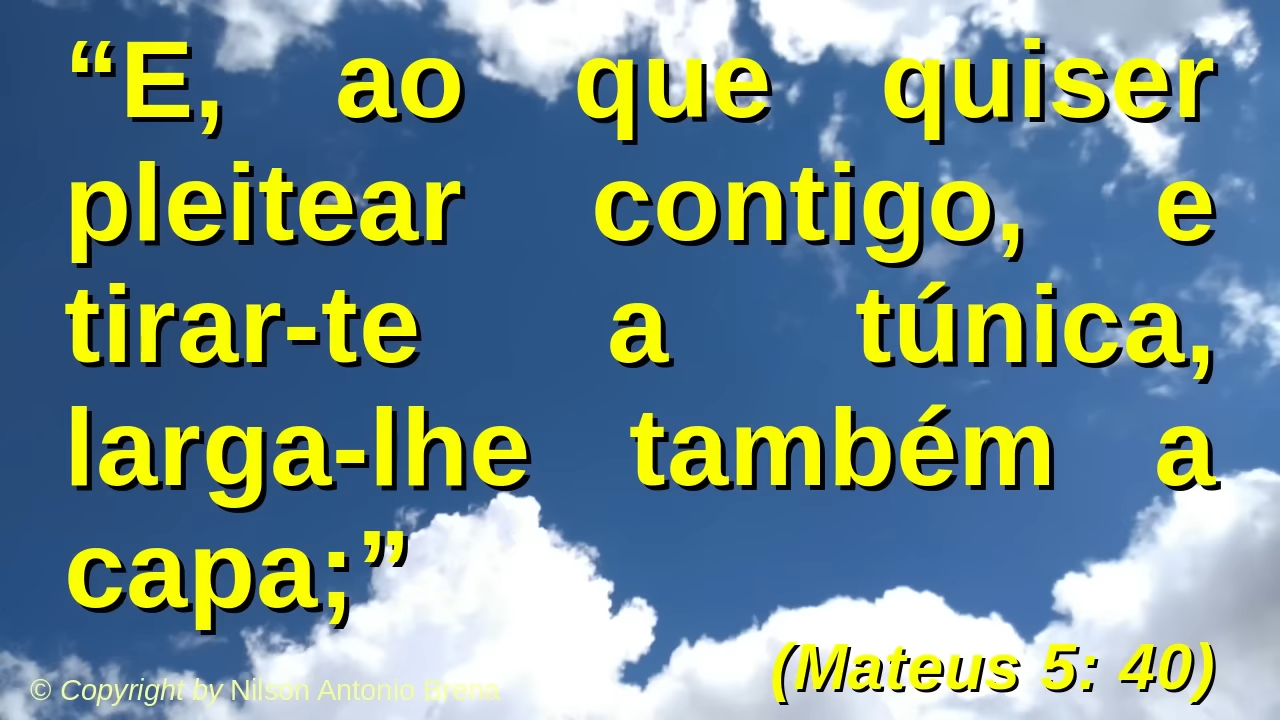 “E, ao que quiser
pleitear contigo, e
tirar-te a túnica,
larga-lhe também a
capa;”
(Mateus 5: 40)
© Copyright by Nilson Antonio Brena